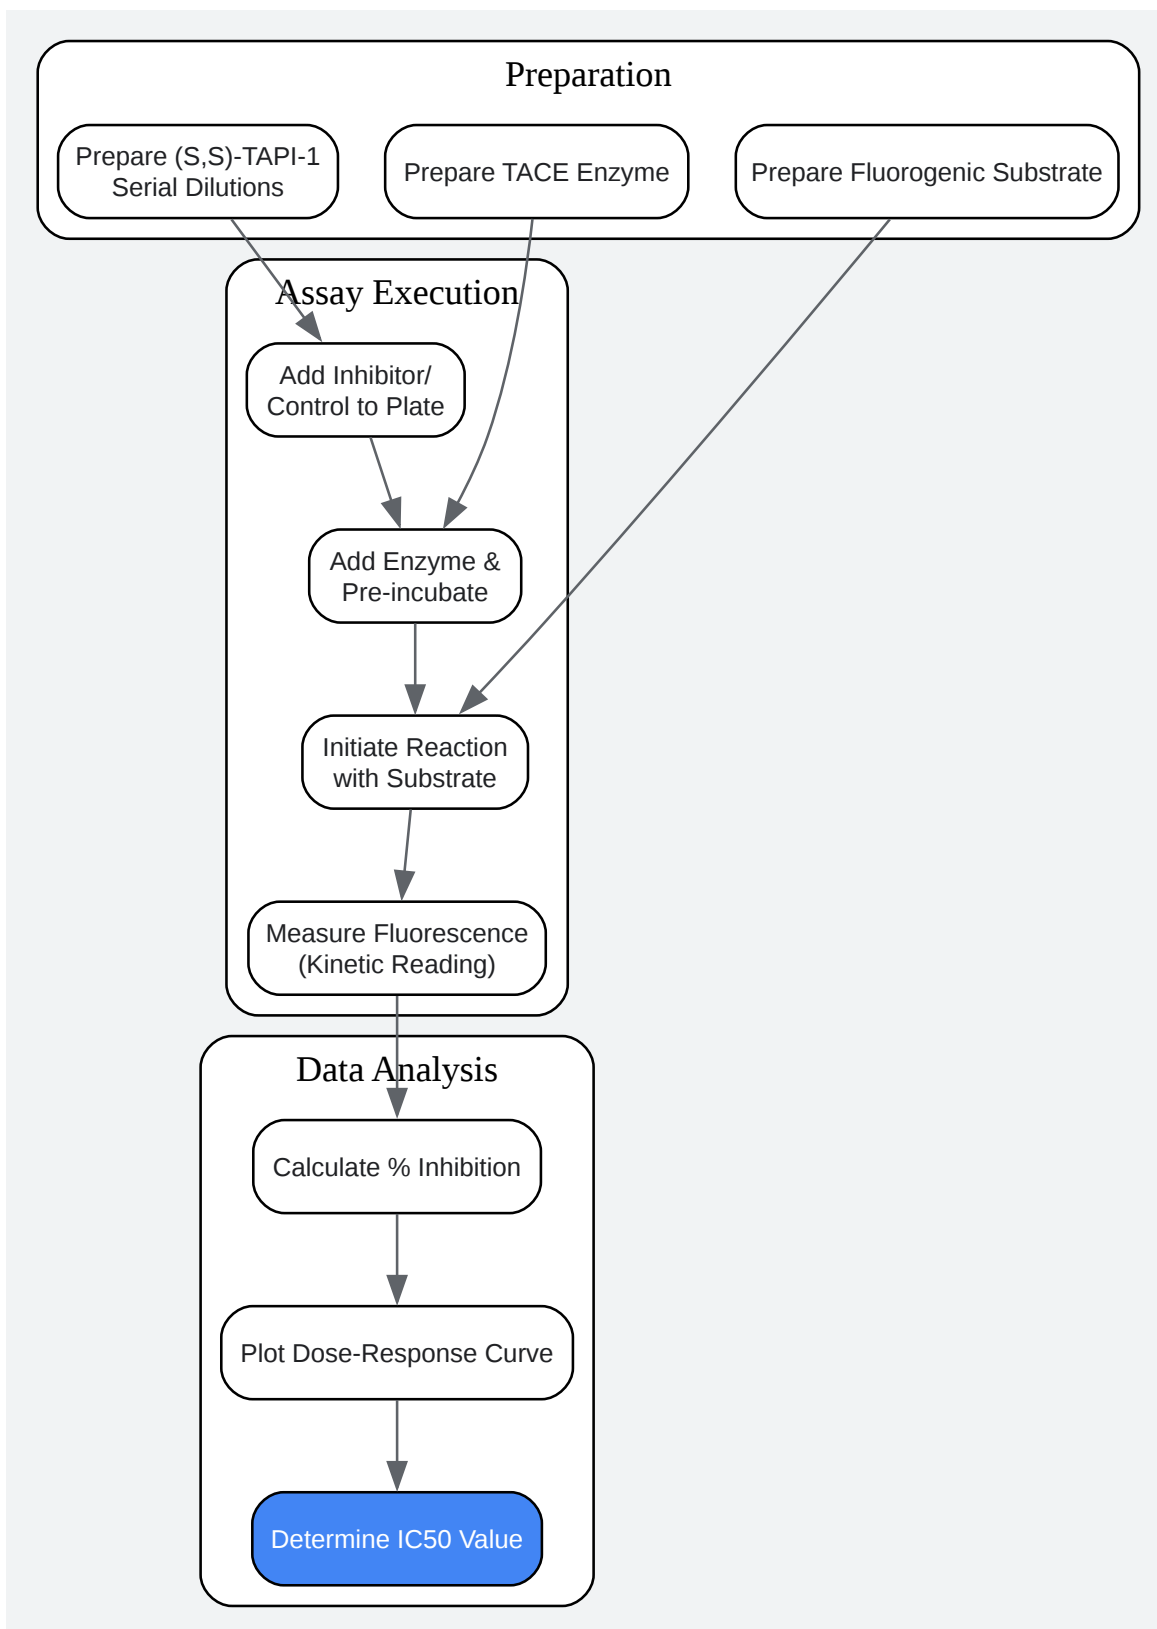 Preparation
Prepare (S,S)-TAPI-1
Serial Dilutions
Prepare TACE Enzyme
Prepare Fluorogenic Substrate
Assay Execution
Add Inhibitor/
Control to Plate
Add Enzyme &
Pre-incubate
Initiate Reaction
with Substrate
Measure Fluorescence
(Kinetic Reading)
Data Analysis
Calculate % Inhibition
Plot Dose-Response Curve
Determine IC50 Value